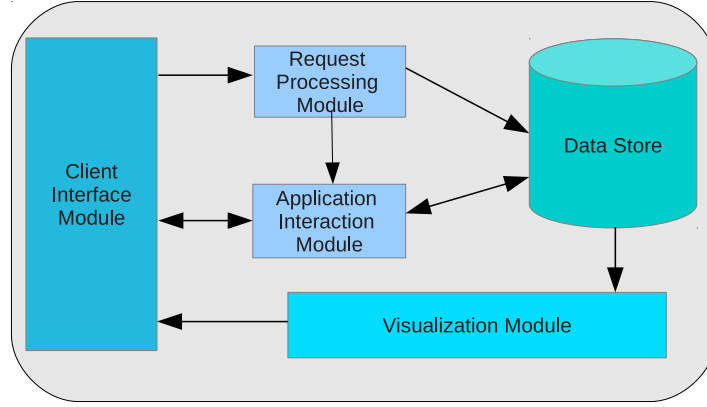 Request
Processing
Module
Data Store
Client
Interface
Module
Application
Interaction
Module
Visualization Module